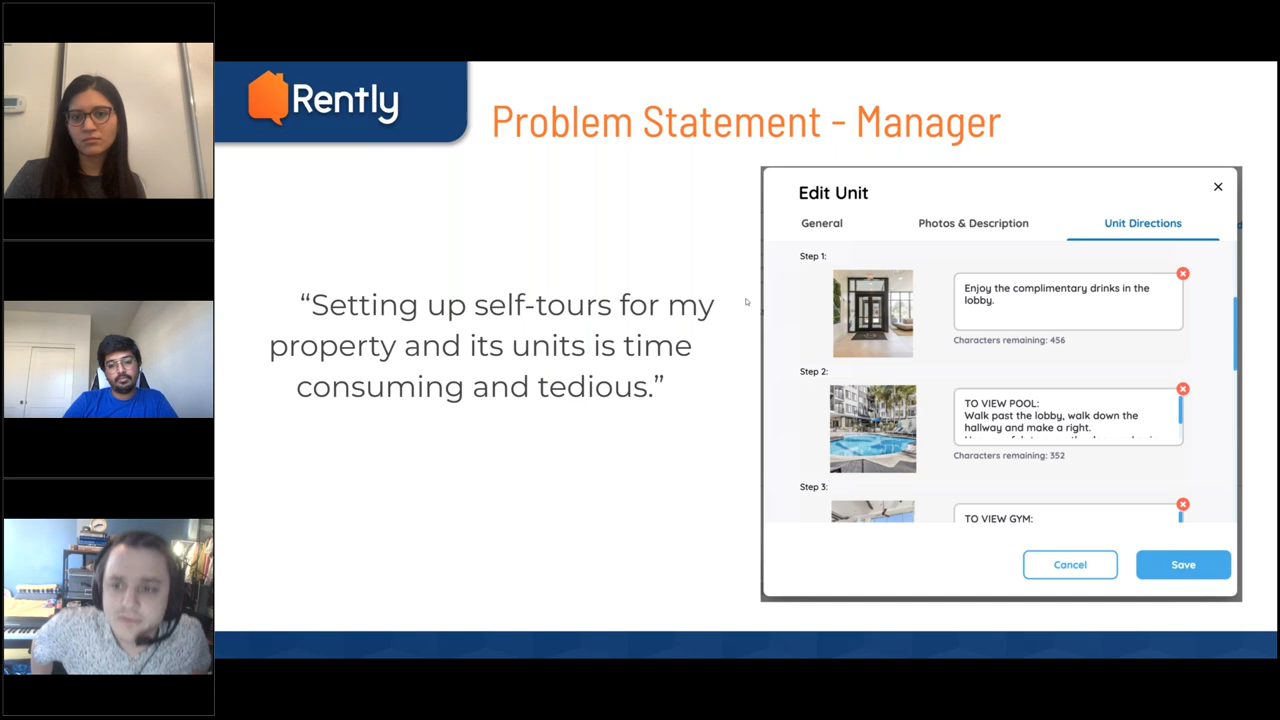 Rently
Problem Statement - Manager
“Setting up self-tours for my
property and its units is time
consuming and tedious.”
Edit Unit
General
Photos & Description
Unit Directions
Step 1:
Enjoy the complimentary drinks in the
lobby.
Characters remaining: 456
Step 2:
TO VIEW POOL:
Walk past the lobby, walk down the
hallway and make a right.
Characters remaining: 352
Step 3:
TO VIEW GYM:
Cancel
Save